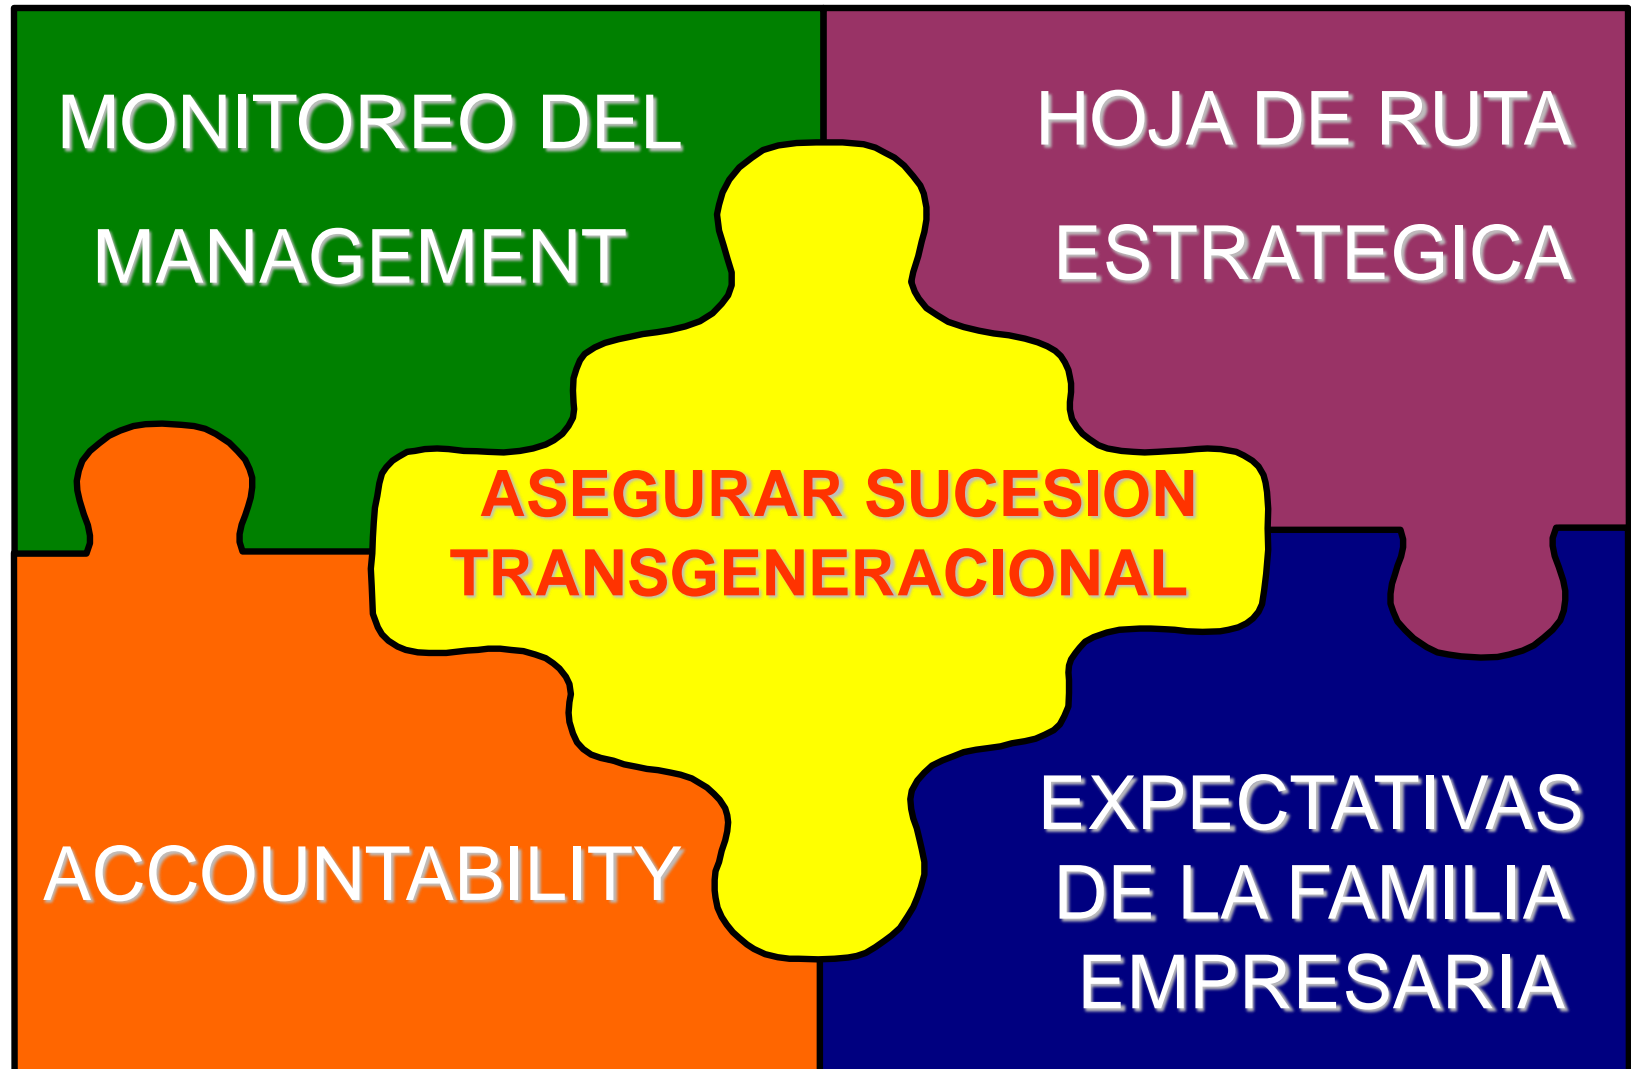 MONITOREO DEL
MANAGEMENT
HOJA DE RUTA
ESTRATEGICA
ASEGURAR SUCESION
TRANSGENERACIONAL
ACCOUNTABILITY
EXPECTATIVAS
DE LA FAMILIA
EMPRESARIA